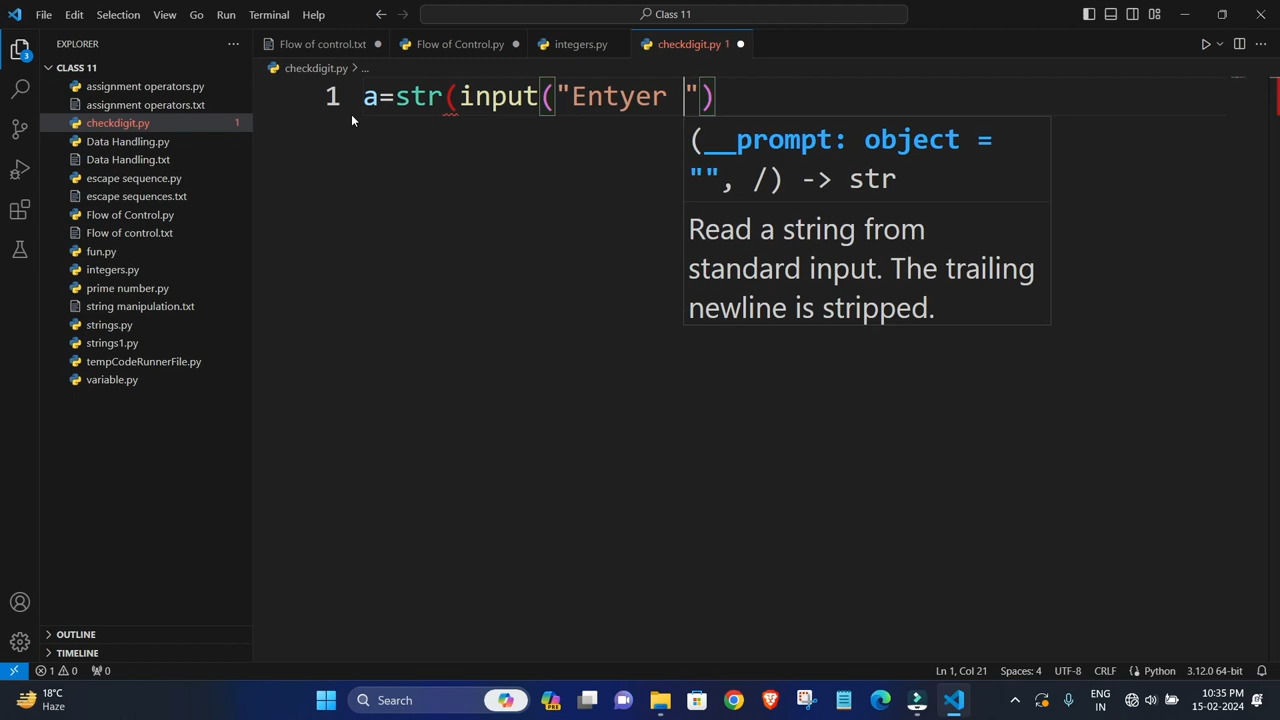 File Edit Selection View Go Run Terminal Help
Class 11
3
EXPLORER
CLASS 11
assignment operators.py
assignment operators.txt
checkdigit.py 1
Data Handling.py
Data Handling.txt
escape sequence.py
escape sequences.txt
Flow of Control.py
Flow of control.txt
fun.py
integers.py
prime number.py
string manipulation.txt
strings.py
strings1.py
tempCodeRunnerFile.py
variable.py
OUTLINE
TIMELINE
Flow of control.txt Flow of Control.py integers.py checkdigit.py 1
checkdigit.py > ...
1 a=str(input("Entyer ")
(__prompt: object =
"", /) -> str
Read a string from
standard input. The trailing
newline is stripped.
1 0 0 Ln 1, Col 21 Spaces: 4 UTF-8 CRLF Python 3.12.0 64-bit
18°C
Haze
Search
PRE
ENG
IN
10:35 PM
15-02-2024